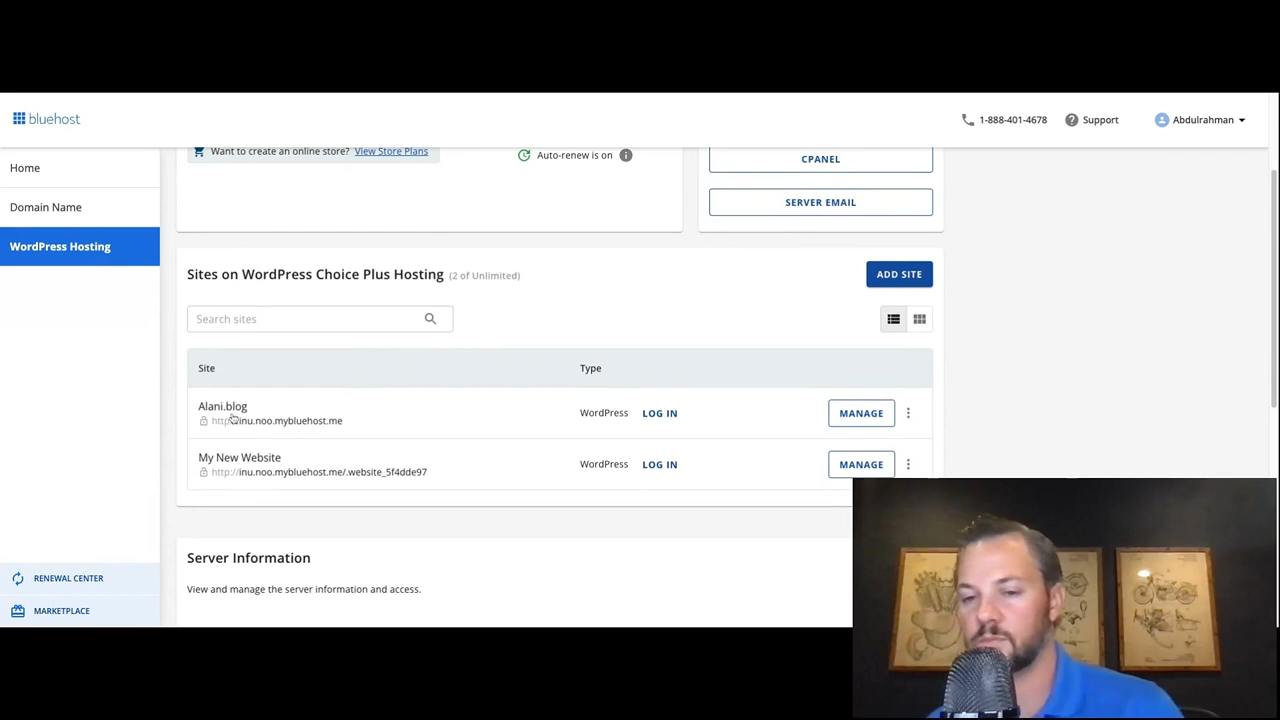 bluehost
1-888-401-4678
Support
Abdulrahman
Home
Domain Name
WordPress Hosting
RENEWAL CENTER
MARKETPLACE
Want to create an online store? View Store Plans
Auto-renew is on
CPANEL
SERVER EMAIL
Sites on WordPress Choice Plus Hosting (2 of Unlimited)
ADD SITE
Search sites
Site Type
Alani.blog
http://inu.noo.mybluehost.me
WordPress LOG IN MANAGE
My New Website
http://inu.noo.mybluehost.me/.website_5f4dde97
WordPress LOG IN MANAGE
Server Information
View and manage the server information and access.